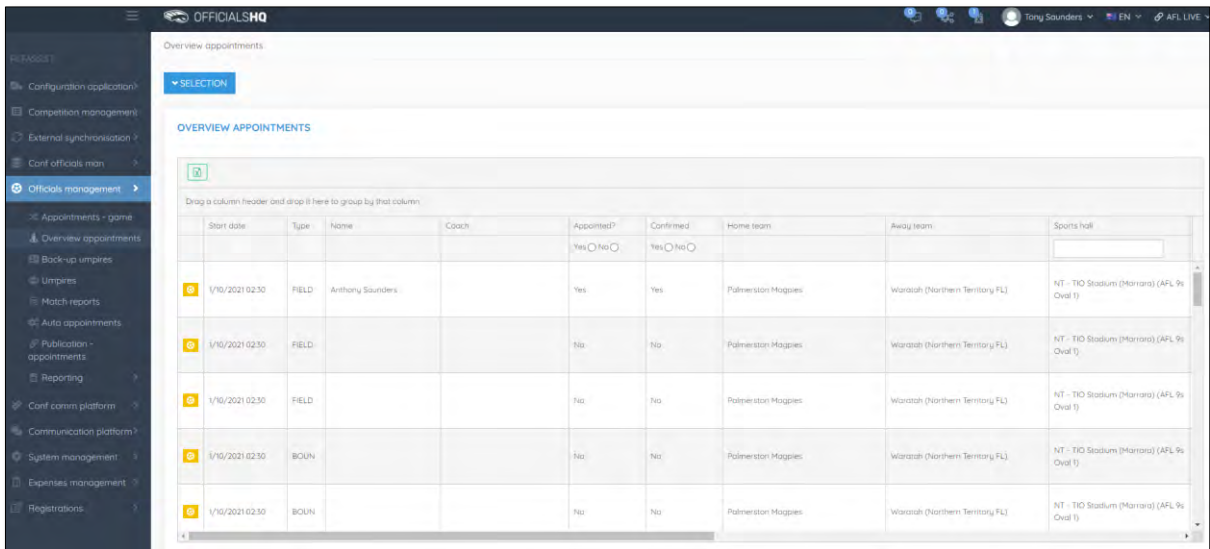 OFFICIALSHQ
Tony Saunders
EN
AFL LIVE
REFASSIST
Configuration application
Competition management
External synchronisation
Conf officials man
Officials management
Appointments - game
Overview appointments
Back-up umpires
Umpires
Match reports
Auto appointments
Publication -
appointments
Reporting
Conf comm platform
Communication platform
System management
Expenses management
Registrations
Overview appointments
SELECTION
OVERVIEW APPOINTMENTS
Drag a column header and drop it here to group by that column
Start date Type Name Coach Appointed? Confirmed Home team Away team Sports hall
Yes No Yes No
1/10/2021 02:30 FIELD Anthony Saunders Yes Yes Palmerston Magpies Waratah (Northern Territory FL) NT - TIO Stadium (Marrara) (AFL 9s
Oval 1)
1/10/2021 02:30 FIELD No No Palmerston Magpies Waratah (Northern Territory FL) NT - TIO Stadium (Marrara) (AFL 9s
Oval 1)
1/10/2021 02:30 FIELD No No Palmerston Magpies Waratah (Northern Territory FL) NT - TIO Stadium (Marrara) (AFL 9s
Oval 1)
1/10/2021 02:30 BOUN No No Palmerston Magpies Waratah (Northern Territory FL) NT - TIO Stadium (Marrara) (AFL 9s
Oval 1)
1/10/2021 02:30 BOUN No No Palmerston Magpies Waratah (Northern Territory FL) NT - TIO Stadium (Marrara) (AFL 9s
Oval 1)